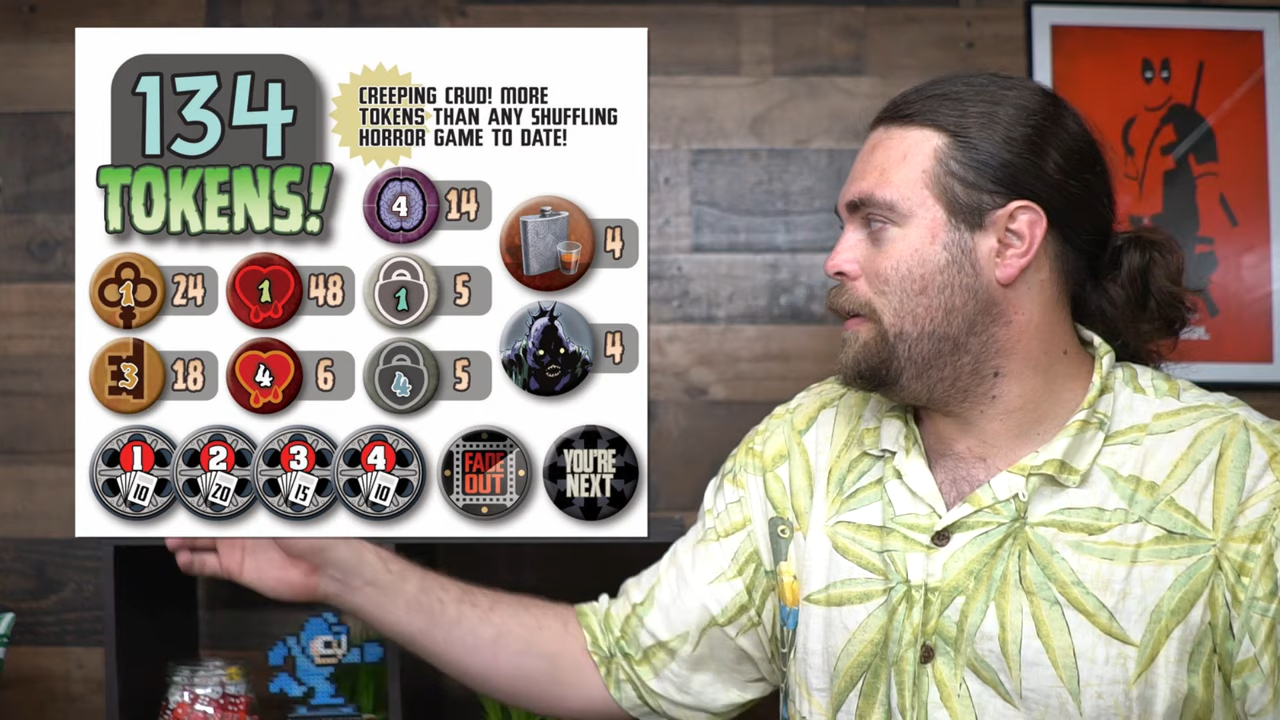 134
TOKENS!
CREEPING CRUD! MORE
TOKENS THAN ANY SHUFFLING
HORROR GAME TO DATE!
4 14
4
1 24
1 48
1 5
3 18
4 6
4 5
4
1
10
2
20
3
15
4
10
FADE
OUT
YOU'RE
NEXT